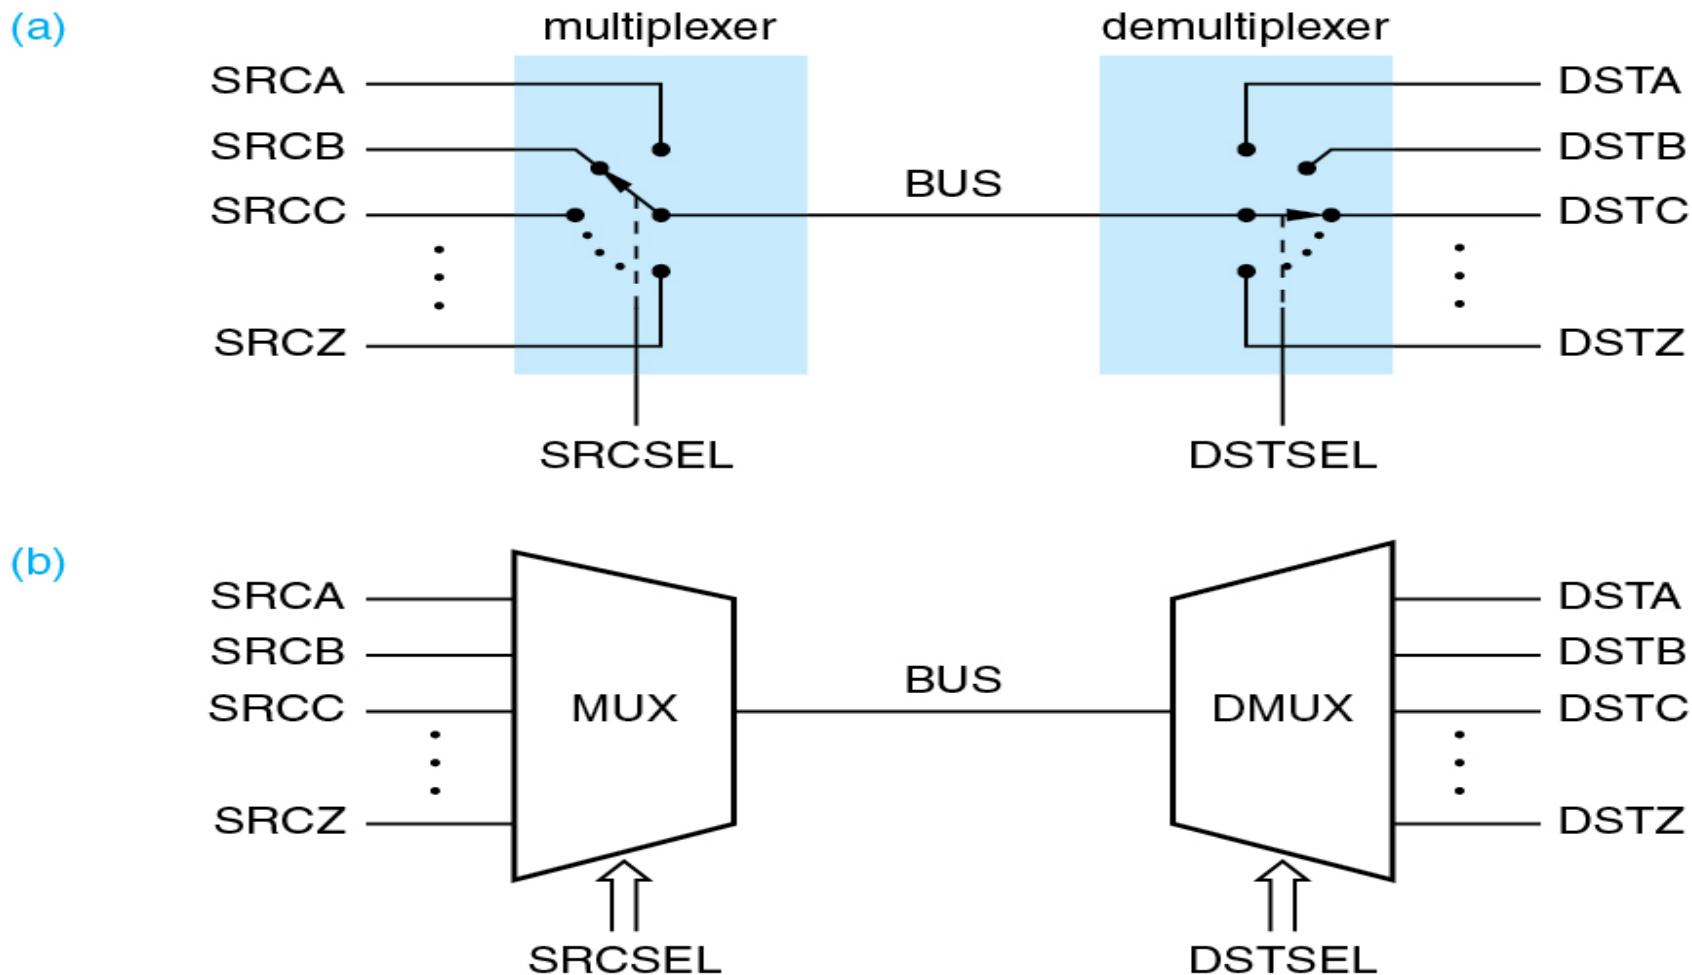 (a)
multiplexer
demultiplexer
SRCA
DSTA
SRCB
DSTB
BUS
SRCC
DSTC
SRCZ
DSTZ
SRCSEL
DSTSEL
(b)
SRCA
DSTA
SRCB
DSTB
BUS
SRCC
MUX
DMUX
DSTC
SRCZ
DSTZ
SRCSEL
DSTSEL